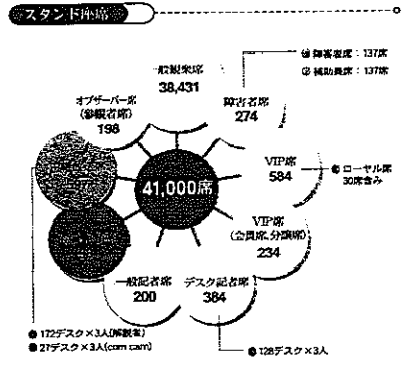 スタンド座席
一般観衆席
38,431
① 障害者席：137席
② 補助員席：137席
障害者席
274
オブザーバー席
(参観者席)
198
VIP席
584
ローヤル席
30席含み
41,000席
VIP席
(会員席、分譲席)
234
一般記者席
200
デスク記者席
384
172デスク×3人(解説者)
27デスク×3人(com cam)
128デスク×3人